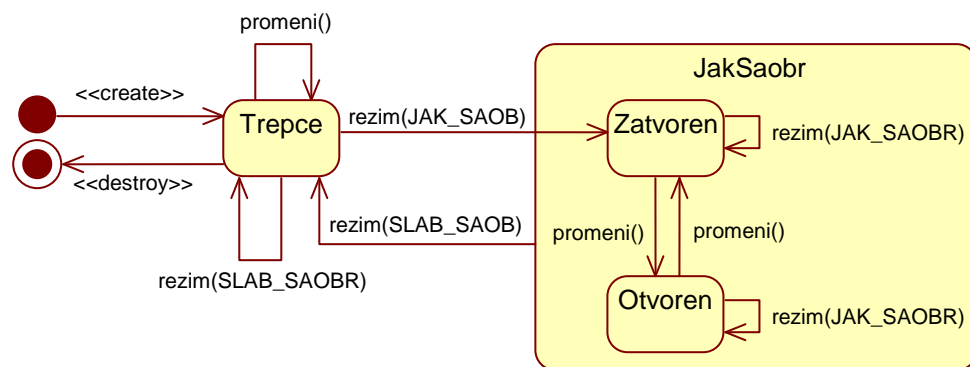 promeni()
JakSaobr
<<create>>
Trepce
rezim(JAK_SAOB)
Zatvoren
rezim(JAK_SAOBR)
<<destroy>>
rezim(SLAB_SAOB)
promeni()
promeni()
rezim(SLAB_SAOBR)
Otvoren
rezim(JAK_SAOBR)